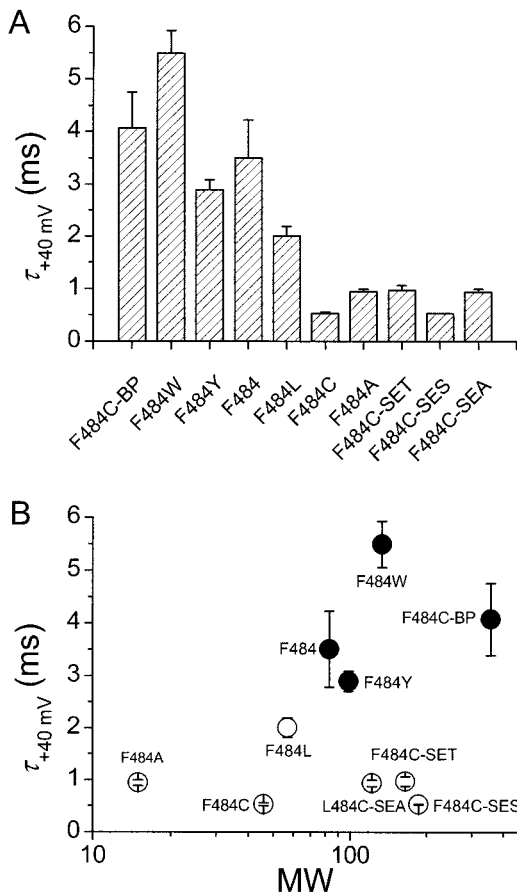 A
τ+40 mV (ms)
6
5
4
3
2
1
0
F484C-BP
F484W
F484Y
F484
F484L
F484C
F484A
F484C-SET
F484C-SES
F484C-SEA
B
τ+40 mV (ms)
6
5
4
3
2
1
0
F484W
F484C-BP
F484
F484Y
F484L
F484C-SET
F484A
F484C
L484C-SEA
F484C-SES
10
100
MW